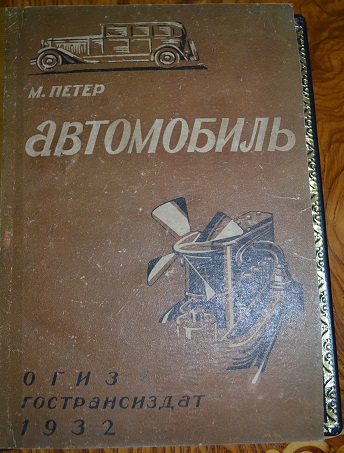 М. ПЕТЕР
АВТОМОБИЛЬ
ОГИЗ
ГОСТРАНСИЗДАТ
1932